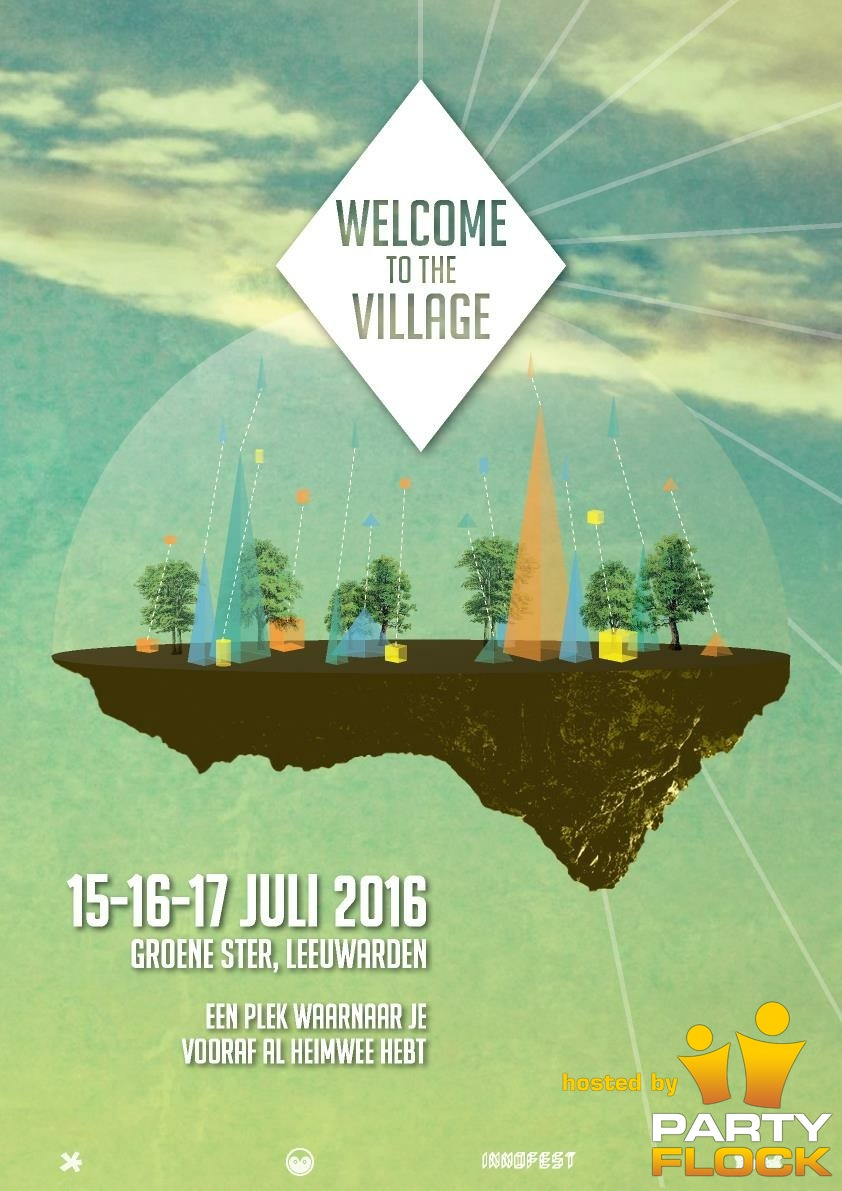 WELCOME
TO THE
VILLAGE
15-16-17 JULI 2016
GROENE STER, LEEUWARDEN
EEN PLEK WAARNAAR JE
VOORAF AL HEIMWEE HEBT
hosted by
PARTY
FLOCK
INNOFEST